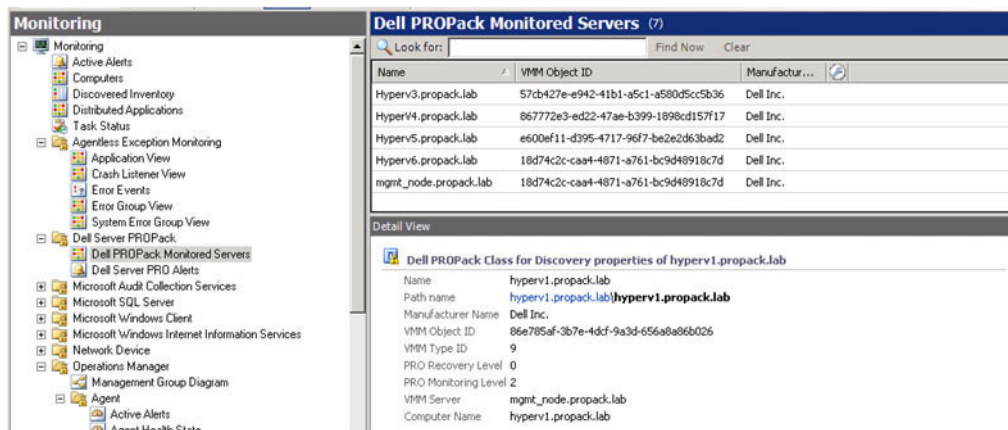 Monitoring
Monitoring
Active Alerts
Computers
Discovered Inventory
Distributed Applications
Task Status
Agentless Exception Monitoring
Application View
Crash Listener View
Error Events
Error Group View
System Error Group View
Dell Server PROPack
Dell PROPack Monitored Servers
Dell Server PRO Alerts
Microsoft Audit Collection Services
Microsoft SQL Server
Microsoft Windows Client
Microsoft Windows Internet Information Services
Network Device
Operations Manager
Management Group Diagram
Agent
Active Alerts
Agent Health State
Dell PROPack Monitored Servers (7)
Look for: Find Now Clear
Name VMM Object ID Manufactur...
Hyperv3.propack.lab 57cb427e-e942-41b1-a5c1-a580d5cc5b36 Dell Inc.
HyperV4.propack.lab 867772e3-ed22-47ae-b399-1898cd157f17 Dell Inc.
Hyperv5.propack.lab e600ef11-d395-4717-96f7-be2e2d63bad2 Dell Inc.
Hyperv6.propack.lab 18d74c2c-caa4-4871-a761-bc9d48918c7d Dell Inc.
mgmt_node.propack.lab 18d74c2c-caa4-4871-a761-bc9d48918c7d Dell Inc.
Detail View
Dell PROPack Class for Discovery properties of hyperv1.propack.lab
Name hyperv1.propack.lab
Path name hyperv1.propack.lab\hyperv1.propack.lab
Manufacturer Name Dell Inc.
VMM Object ID 86e785af-3b7e-4dcf-9a3d-656a8a86b026
VMM Type ID 9
PRO Recovery Level 0
PRO Monitoring Level 2
VMM Server mgmt_node.propack.lab
Computer Name hyperv1.propack.lab